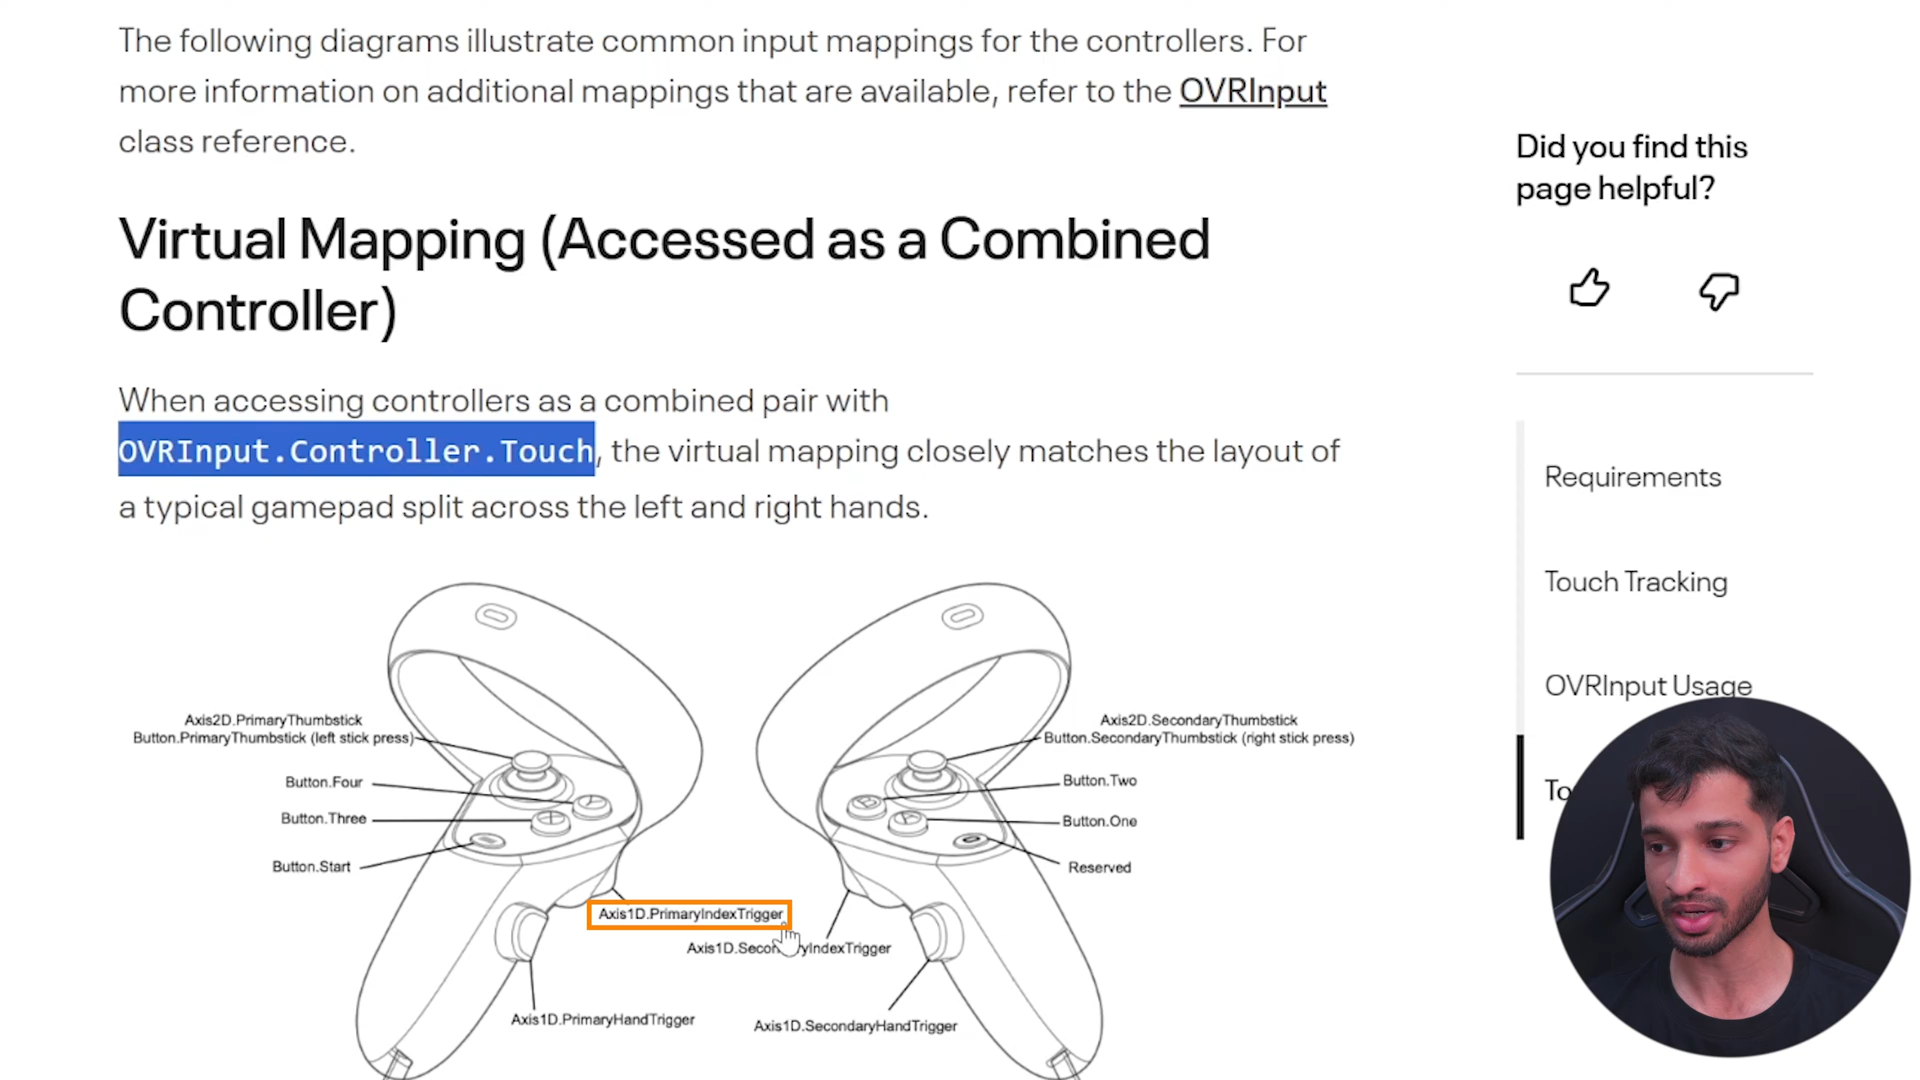 The following diagrams illustrate common input mappings for the controllers. For
more information on additional mappings that are available, refer to the OVRInput
class reference.
Virtual Mapping (Accessed as a Combined
Controller)
When accessing controllers as a combined pair with
OVRInput.Controller.Touch, the virtual mapping closely matches the layout of
a typical gamepad split across the left and right hands.
Axis2D.PrimaryThumbstick
Button.PrimaryThumbstick (left stick press)
Button.Four
Button.Three
Button.Start
Axis1D.PrimaryIndexTrigger
Axis1D.PrimaryHandTrigger
Axis2D.SecondaryThumbstick
Button.SecondaryThumbstick (right stick press)
Button.Two
Button.One
Reserved
Axis1D.SecondaryHandTrigger
Did you find this
page helpful?
Requirements
Touch Tracking
OVRInput Usage